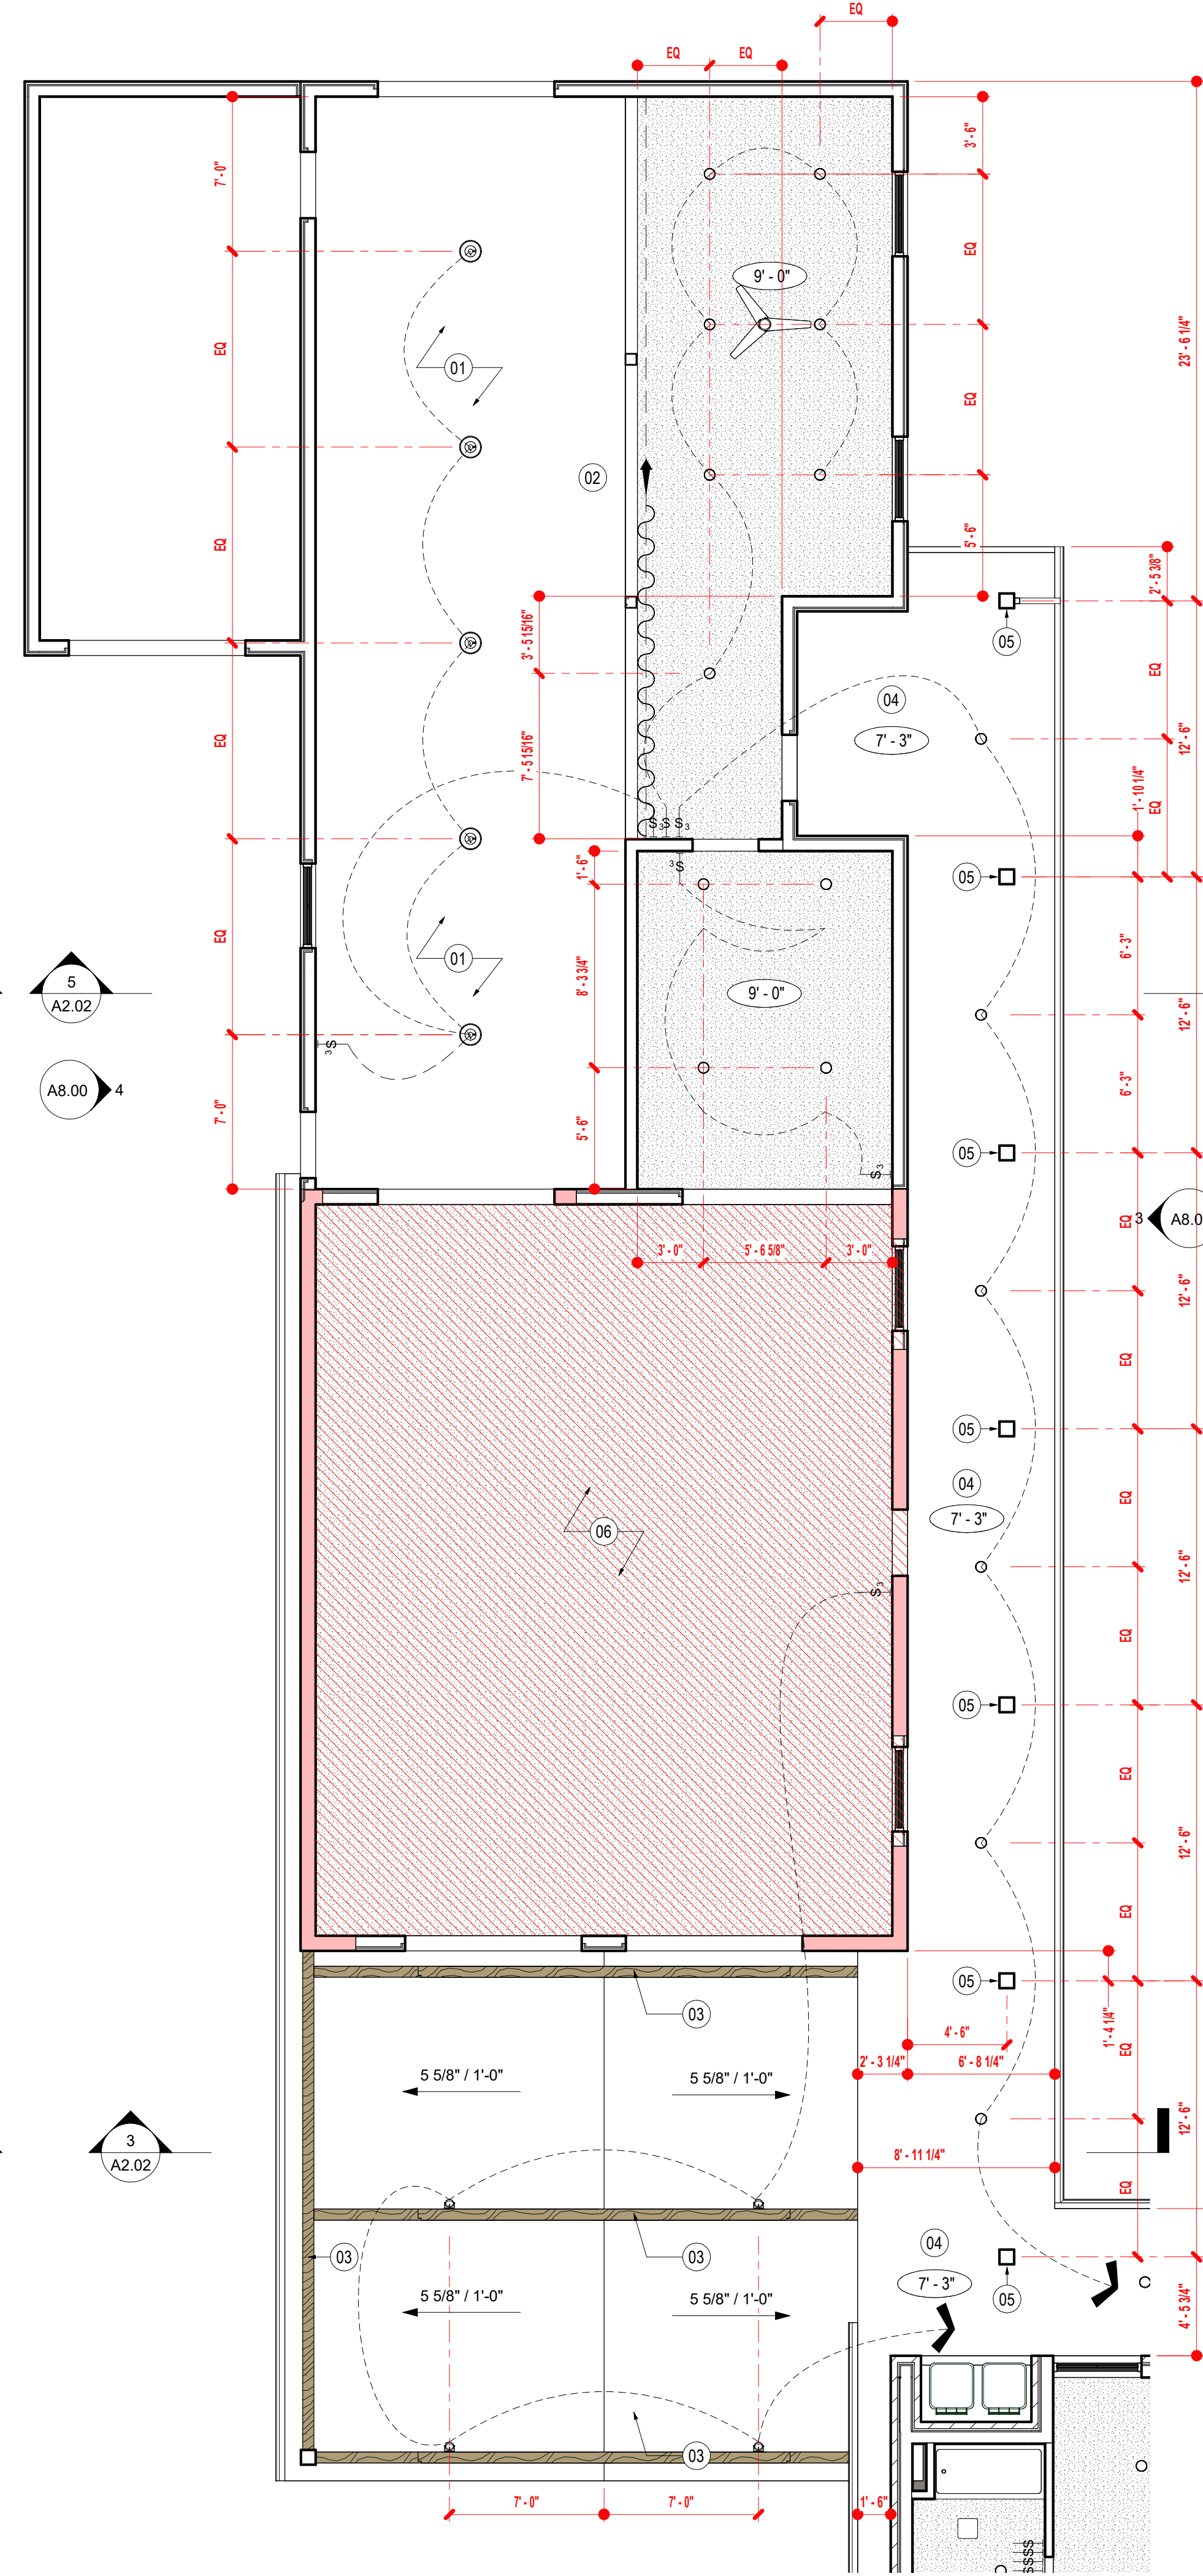 EQ
EQ
EQ
7' - 0"
3' - 6"
EQ
9' - 0"
23' - 6 1/4"
EQ
01
EQ
02
EQ
5' - 6"
2' - 5 3/8"
3' - 5 15/16"
05
EQ
04
7' - 3"
12' - 6"
EQ
7' - 5 15/16"
1' - 10 1/4"
EQ
S3
S
S3
1' - 6"
S3
05
EQ
01
8' - 3 3/4"
9' - 0"
6' - 3"
5
A2.02
12' - 6"
S3
A8.00
4
7' - 0"
5' - 6"
6' - 3"
05
S3
3
A8.0
EQ
3' - 0"
5' - 6 5/8"
3' - 0"
12' - 6"
EQ
05
04
EQ
7' - 3"
06
12' - 6"
S3
EQ
05
EQ
12' - 6"
EQ
05
03
4' - 6"
1' - 4 1/4"
EQ
2' - 3 1/4"
6' - 8 1/4"
5 5/8" / 1'-0"
5 5/8" / 1'-0"
12' - 6"
3
A2.02
8' - 11 1/4"
EQ
04
03
03
7' - 3"
05
5 5/8" / 1'-0"
5 5/8" / 1'-0"
4' - 5 3/4"
03
7' - 0"
7' - 0"
1' - 6"
SSSS